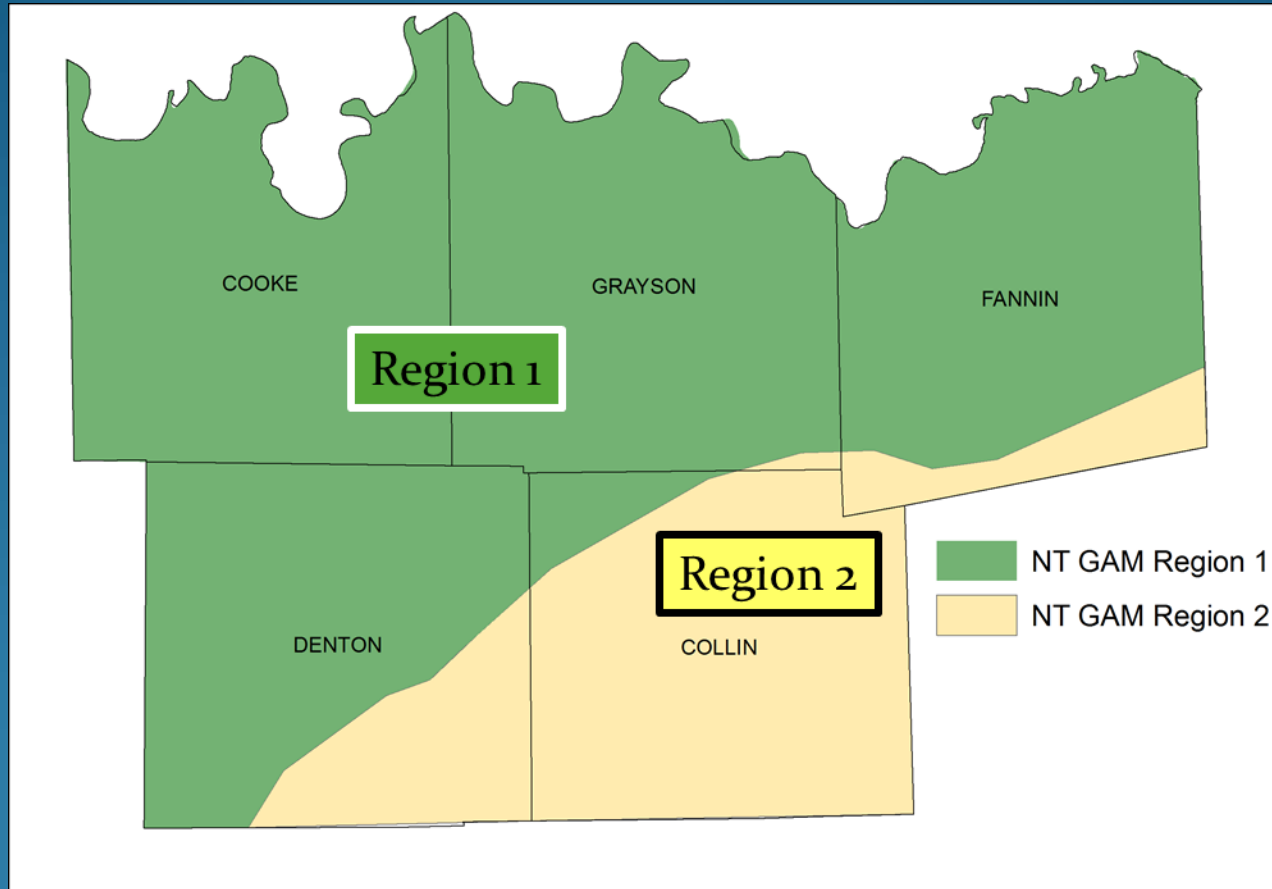 COOKE
GRAYSON
FANNIN
Region 1
Region 2
NT GAM Region 1
NT GAM Region 2
DENTON
COLLIN